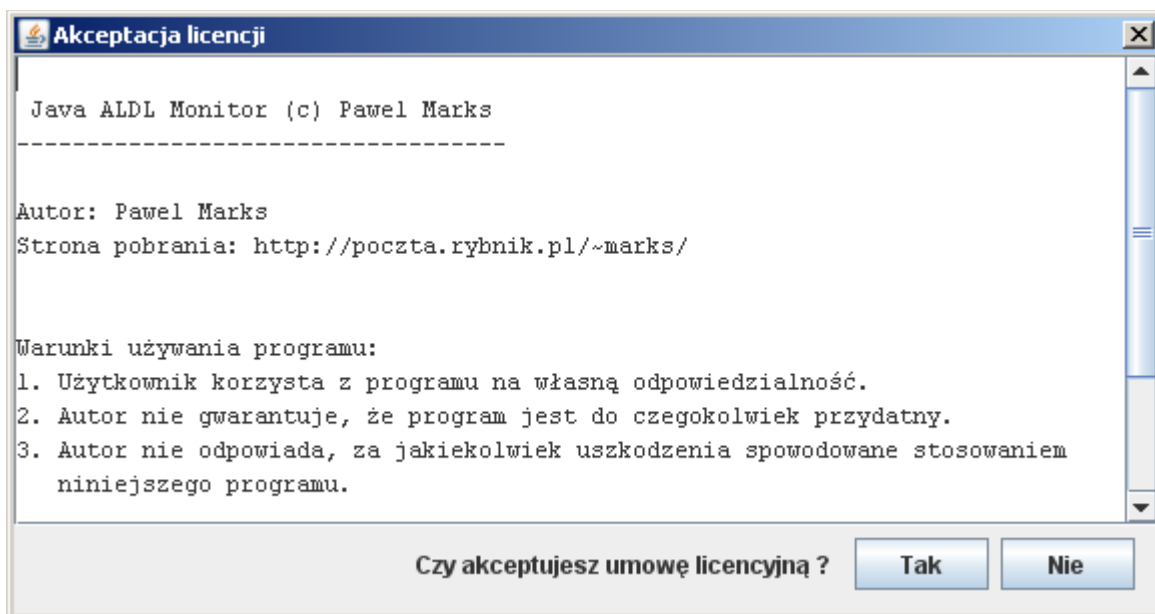 Akceptacja licencji
Java ALDL Monitor (c) Pawel Marks
-----------------------------------
Autor: Pawel Marks
Strona pobrania: http://poczta.rybnik.pl/~marks/
Warunki używania programu:
1. Użytkownik korzysta z programu na własną odpowiedzialność.
2. Autor nie gwarantuje, że program jest do czegokolwiek przydatny.
3. Autor nie odpowiada, za jakiekolwiek uszkodzenia spowodowane stosowaniem
niniejszego programu.
Czy akceptujesz umowę licencyjną ? Tak Nie